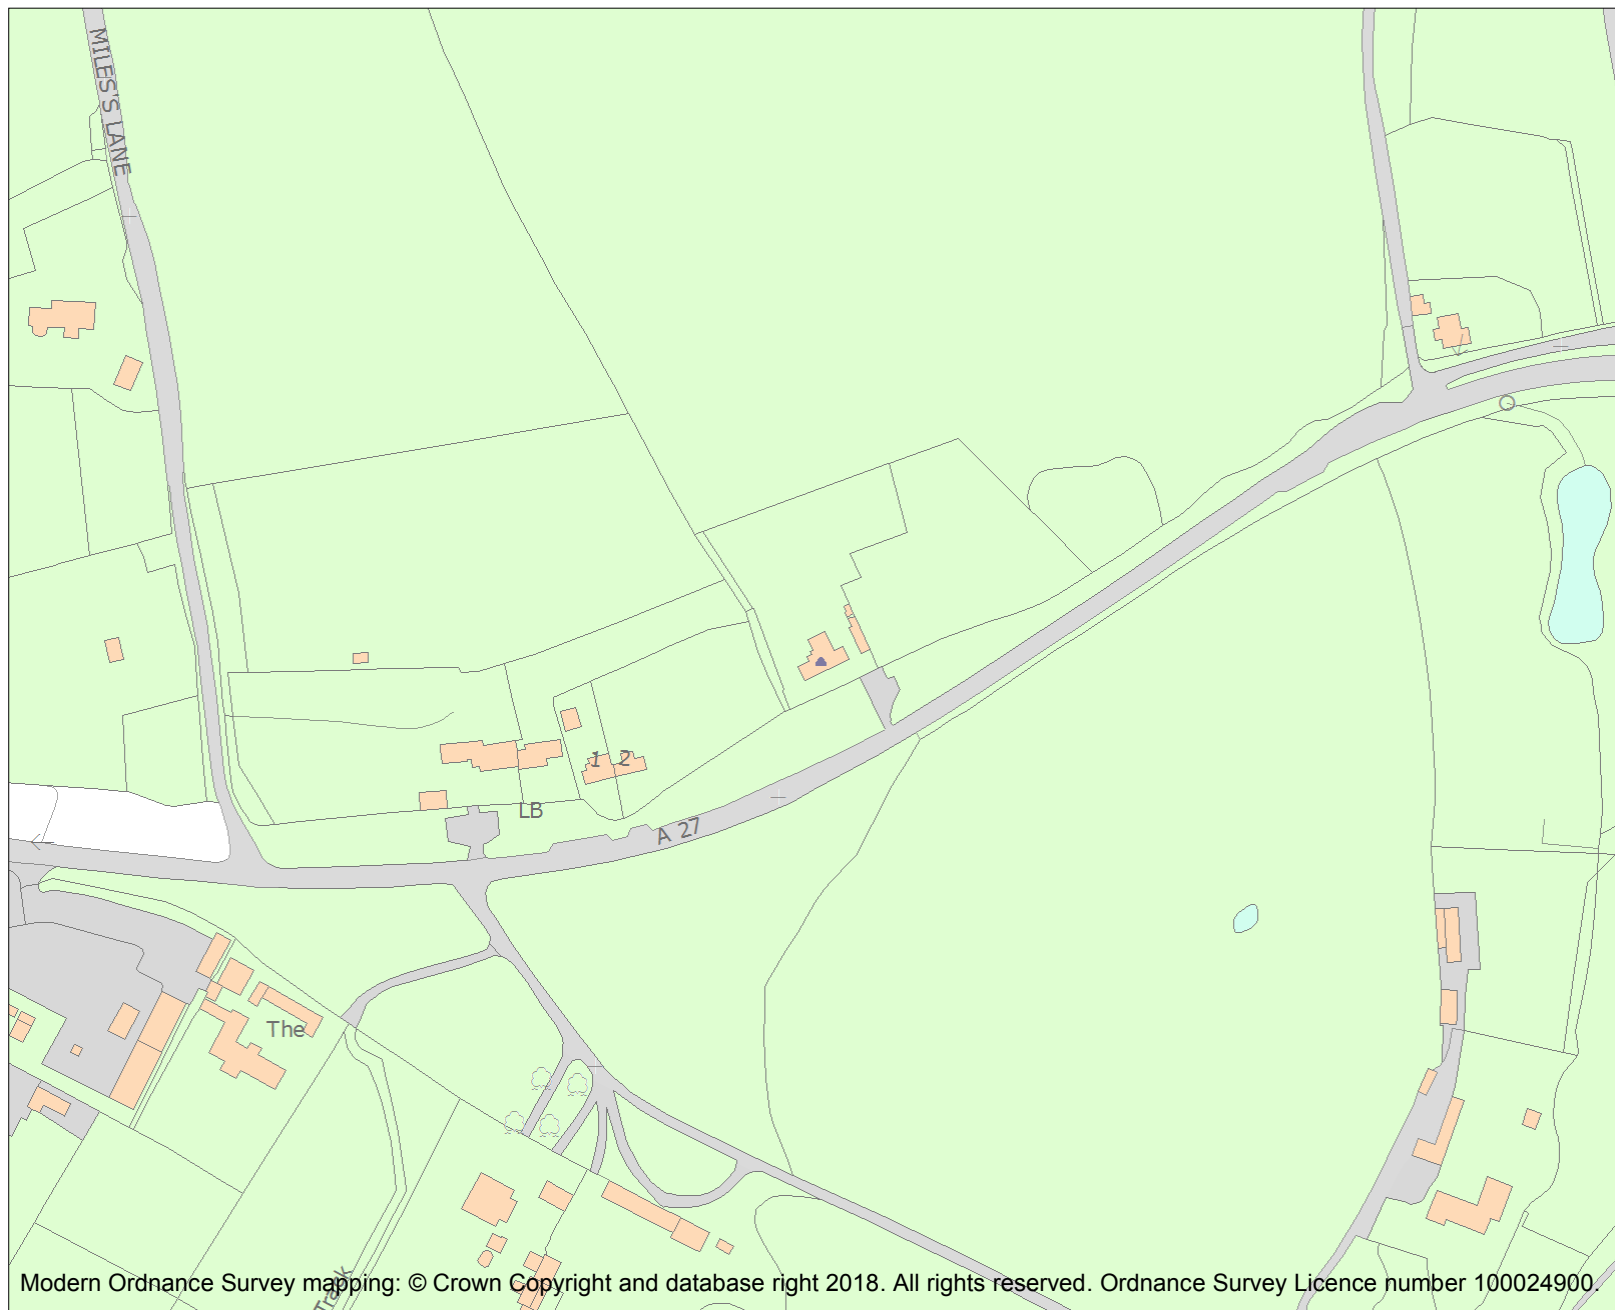 MILES'S LANE
1 2
LB
A 27
The
Track
Modern Ordnance Survey mapping: © Crown Copyright and database right 2018. All rights reserved. Ordnance Survey Licence number 100024900.